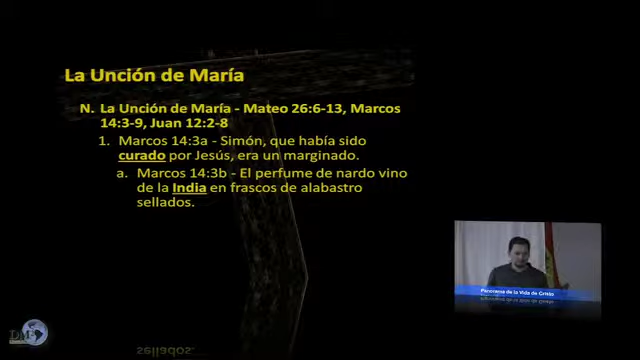 La Unción de María
N. La Unción de María - Mateo 26:6-13, Marcos
14:3-9, Juan 12:2-8
1. Marcos 14:3a - Simón, que había sido
curado por Jesús, era un marginado.
a. Marcos 14:3b - El perfume de nardo vino
de la India en frascos de alabastro
sellados.
Panorama de la Vida de Cristo
sellados.